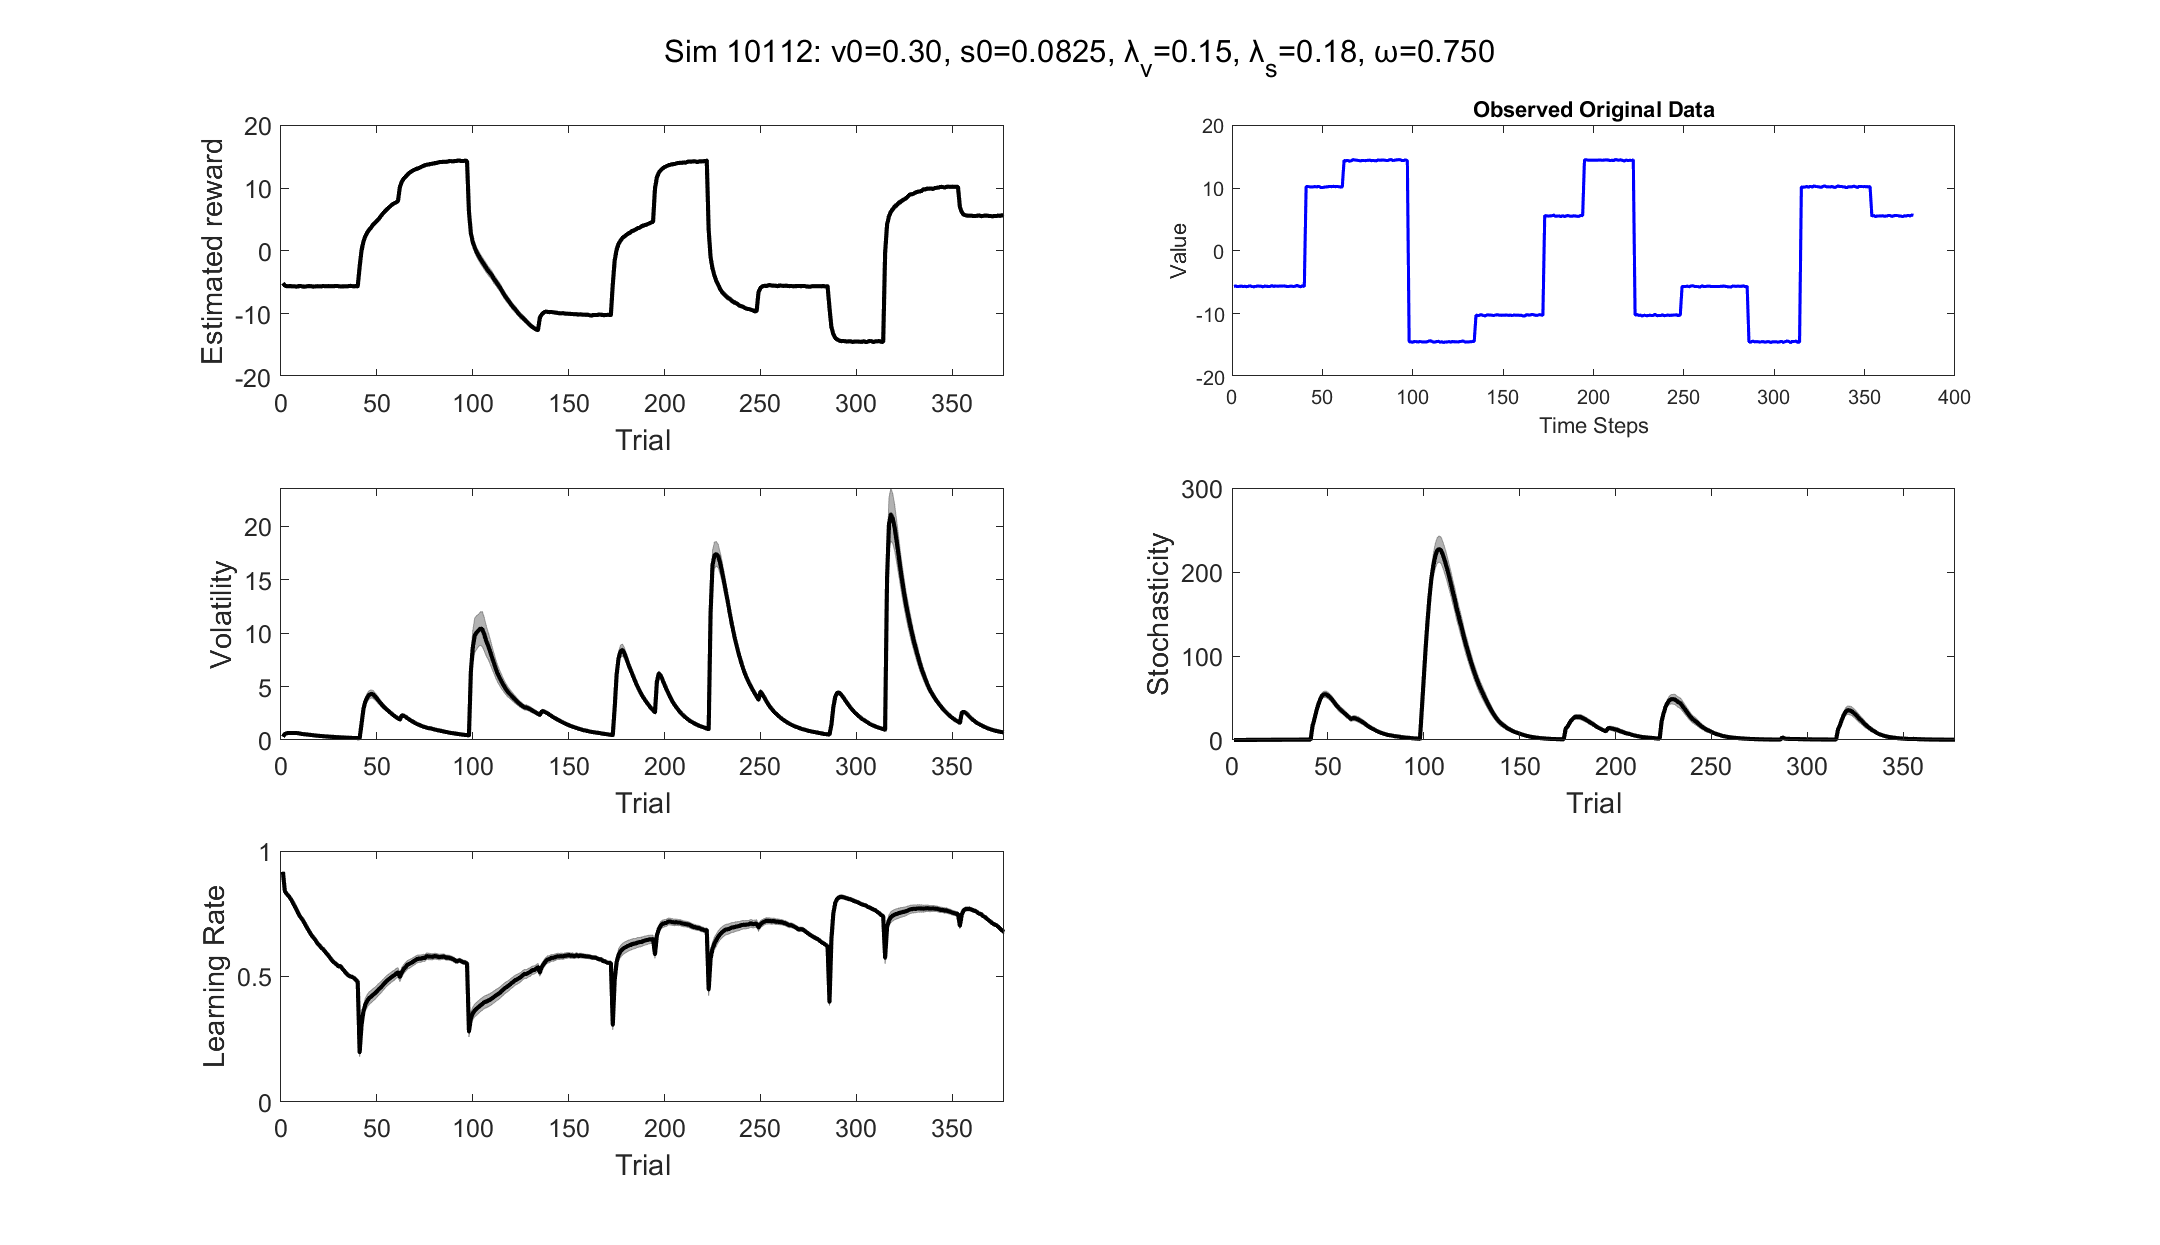 Sim 10112: v0=0.30, s0=0.0825, λv=0.15, λs=0.18, ω=0.750
Estimated reward
20
10
0
-10
-20
0 50 100 150 200 250 300 350
Trial
Observed Original Data
Value
20
10
0
-10
-20
0 50 100 150 200 250 300 350 400
Time Steps
Volatility
20
15
10
5
0
0 50 100 150 200 250 300 350
Trial
Stochasticity
300
200
100
0
0 50 100 150 200 250 300 350
Trial
Learning Rate
1
0.5
0
0 50 100 150 200 250 300 350
Trial